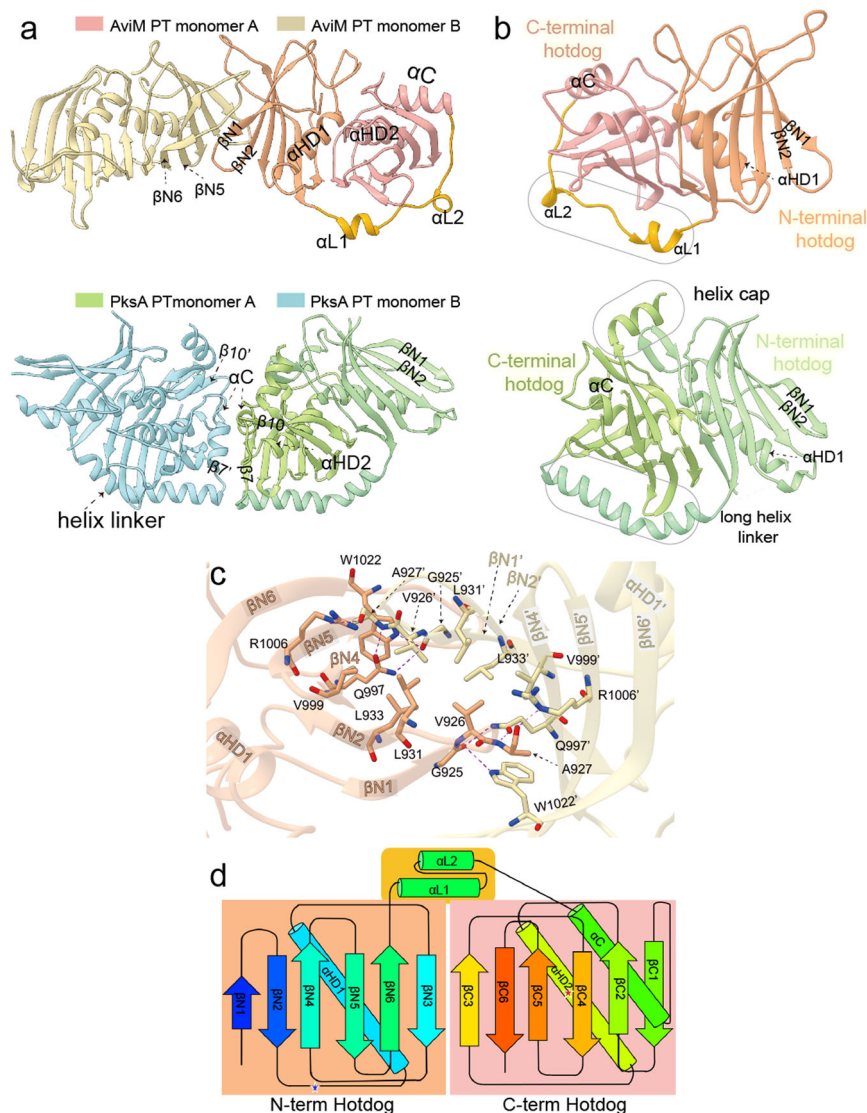 a
AviM PT monomer A
AviM PT monomer B
αC
βN1
βN2
αHD1
αHD2
βN6
βN5
αL1
αL2
b
C-terminal
hotdog
αC
βN1
βN2
αHD1
αL2
αL1
N-terminal
hotdog
PksA PTmonomer A
PksA PT monomer B
β10'
αC
βN1
βN2
β10
β7'
β7
αHD2
helix linker
helix cap
N-terminal
hotdog
C-terminal
hotdog
αC
βN1
βN2
αHD1
long helix
linker
c
W1022
A927'
G925'
L931'
βN1'
βN2'
αHD1'
βN6
V926'
βN4'
βN5'
βN6'
R1006
βN5
L933'
V999'
βN4
R1006'
V999
Q997
V926
L933
βN2
Q997'
αHD1
L931
A927
G925
βN1
W1022'
d
αL2
αL1
βN1
βN2
βN4
αHD1
βN5
βN6
βN3
βC3
βC6
βC5
αHD2
βC4
αC
βC2
βC1
N-term Hotdog
C-term Hotdog